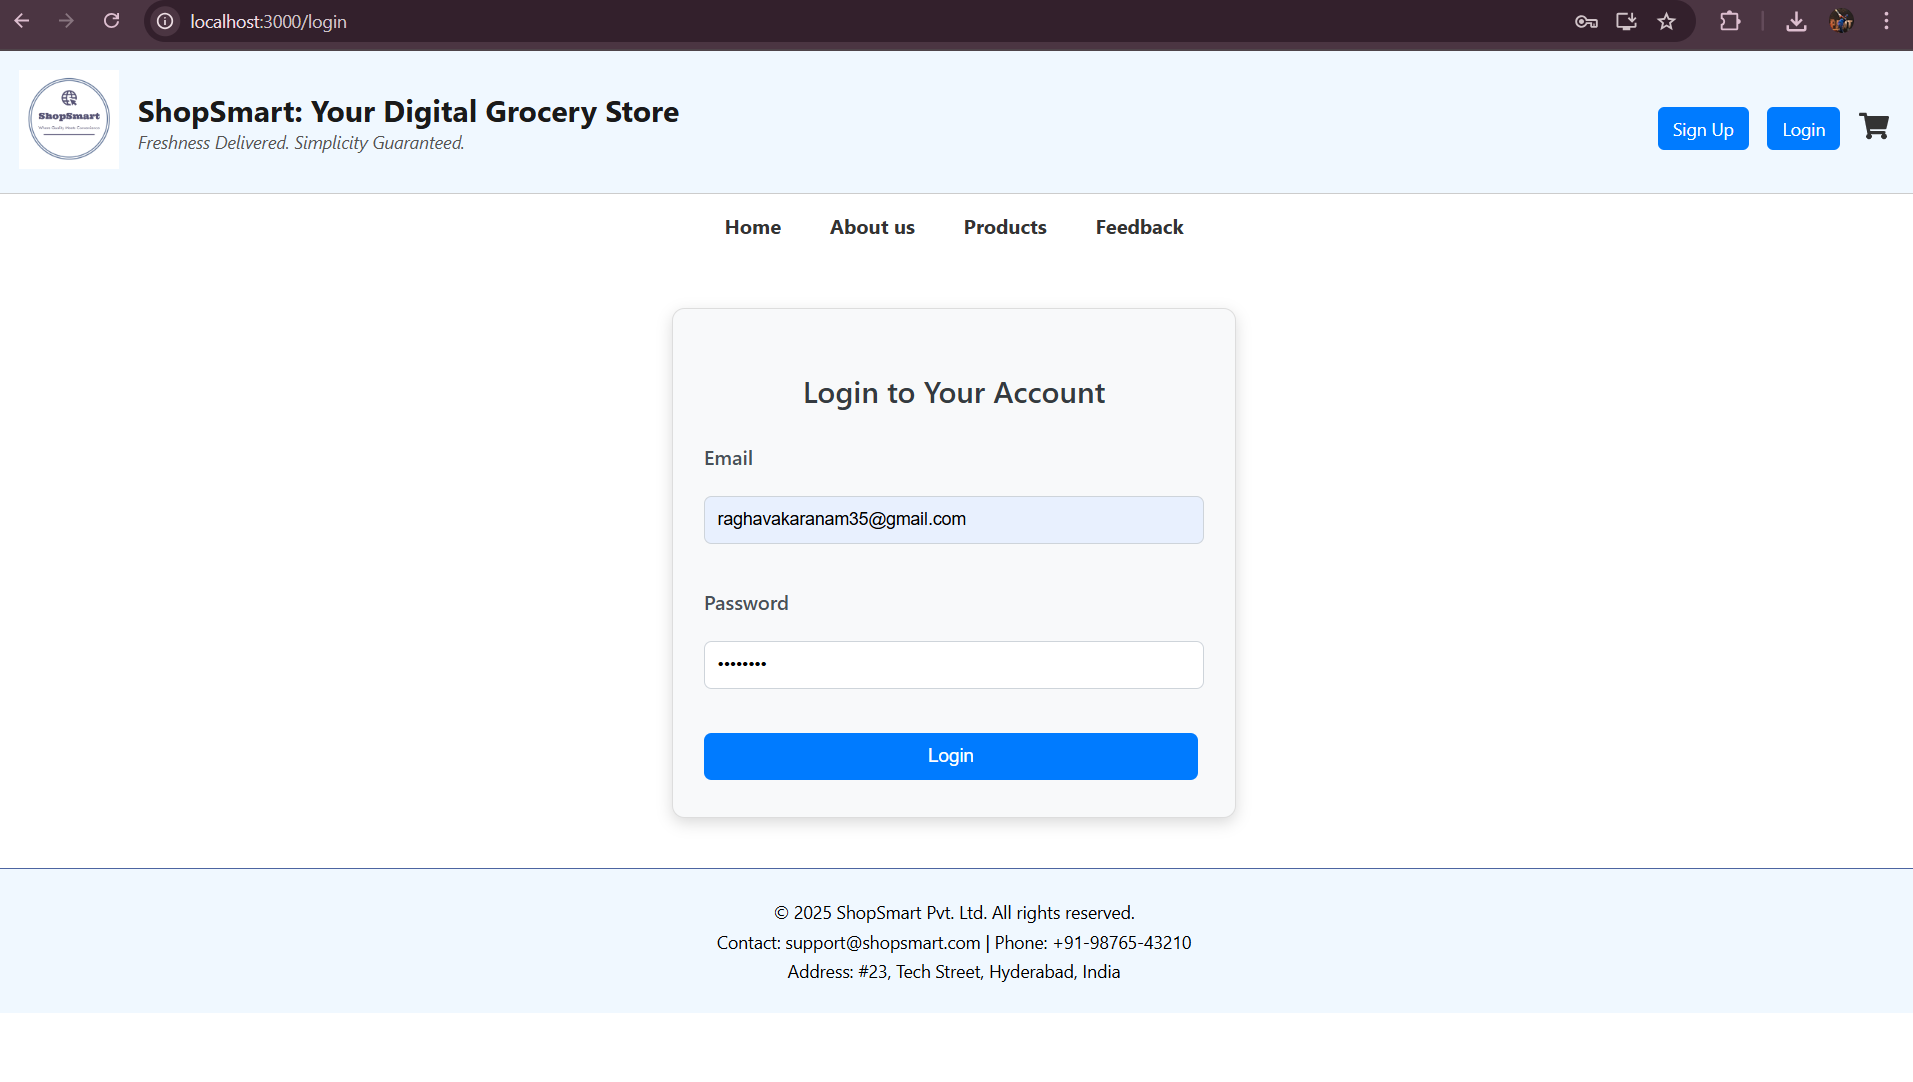 localhost:3000/login
ShopSmart
ShopSmart: Your Digital Grocery Store
Freshness Delivered. Simplicity Guaranteed.
Sign Up
Login
Home
About us
Products
Feedback
Login to Your Account
Email
raghavakaranam35@gmail.com
Password
••••••••
Login
© 2025 ShopSmart Pvt. Ltd. All rights reserved.
Contact: support@shopsmart.com | Phone: +91-98765-43210
Address: #23, Tech Street, Hyderabad, India